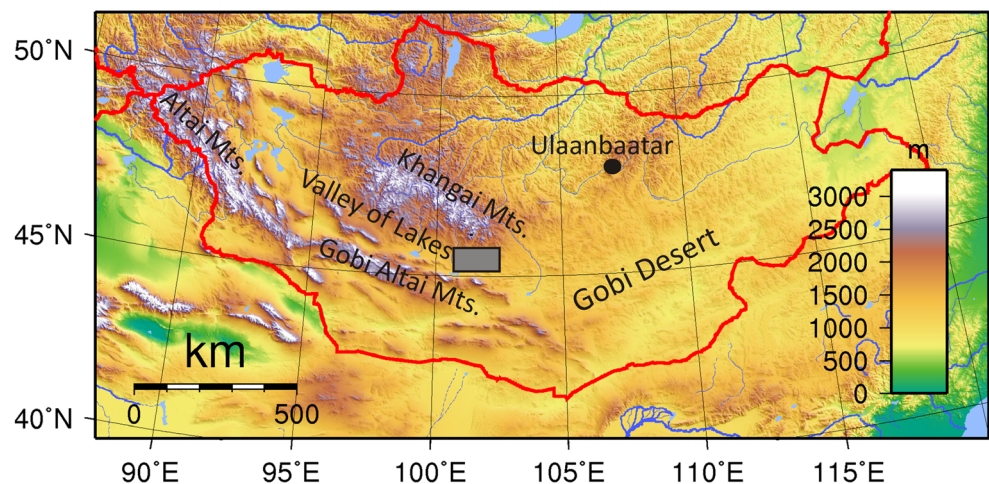 50˚N
45˚N
40˚N
Altai Mts.
Khangai Mts.
Ulaanbaatar
Valley of Lakes
Gobi Altai Mts.
Gobi Desert
m
3000
2500
2000
1500
1000
500
0
km
0 500
90˚E 95˚E 100˚E 105˚E 110˚E 115˚E